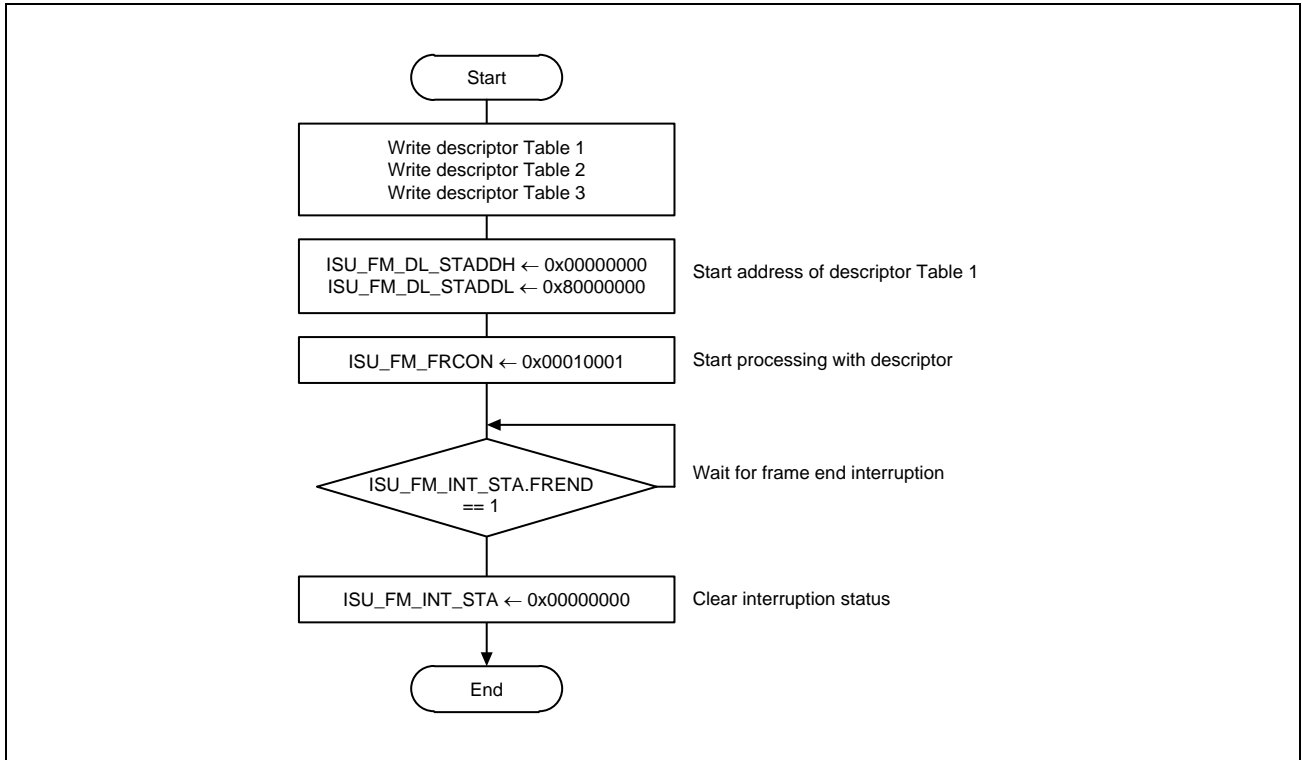 Start
Write descriptor Table 1
Write descriptor Table 2
Write descriptor Table 3
ISU_FM_DL_STADDH ← 0x00000000
ISU_FM_DL_STADDL ← 0x80000000
Start address of descriptor Table 1
ISU_FM_FRCON ← 0x00010001
Start processing with descriptor
ISU_FM_INT_STA.FREND
== 1
Wait for frame end interruption
ISU_FM_INT_STA ← 0x00000000
Clear interruption status
End